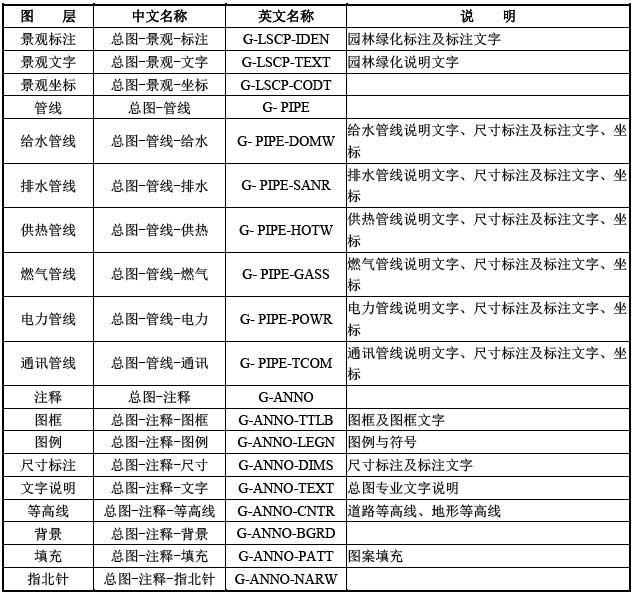 图 层 中文名称 英文名称 说 明
景观标注 总图-景观-标注 G-LSCP-IDEN 园林绿化标注及标注文字
景观文字 总图-景观-文字 G-LSCP-TEXT 园林绿化说明文字
景观坐标 总图-景观-坐标 G-LSCP-CODT
管线 总图-管线 G- PIPE
给水管线 总图-管线-给水 G- PIPE-DOMW 给水管线说明文字、尺寸标注及标注文字、坐
标
排水管线 总图-管线-排水 G- PIPE-SANR 排水管线说明文字、尺寸标注及标注文字、坐
标
供热管线 总图-管线-供热 G- PIPE-HOTW 供热管线说明文字、尺寸标注及标注文字、坐
标
燃气管线 总图-管线-燃气 G- PIPE-GASS 燃气管线说明文字、尺寸标注及标注文字、坐
标
电力管线 总图-管线-电力 G- PIPE-POWR 电力管线说明文字、尺寸标注及标注文字、坐
标
通讯管线 总图-管线-通讯 G- PIPE-TCOM 通讯管线说明文字、尺寸标注及标注文字、坐
标
注释 总图-注释 G-ANNO
图框 总图-注释-图框 G-ANNO-TTLB 图框及图框文字
图例 总图-注释-图例 G-ANNO-LEGN 图例与符号
尺寸标注 总图-注释-尺寸 G-ANNO-DIMS 尺寸标注及标注文字
文字说明 总图-注释-文字 G-ANNO-TEXT 总图专业文字说明
等高线 总图-注释-等高线 G-ANNO-CNTR 道路等高线、地形等高线
背景 总图-注释-背景 G-ANNO-BGRD
填充 总图-注释-填充 G-ANNO-PATT 图案填充
指北针 总图-注释-指北针 G-ANNO-NARW